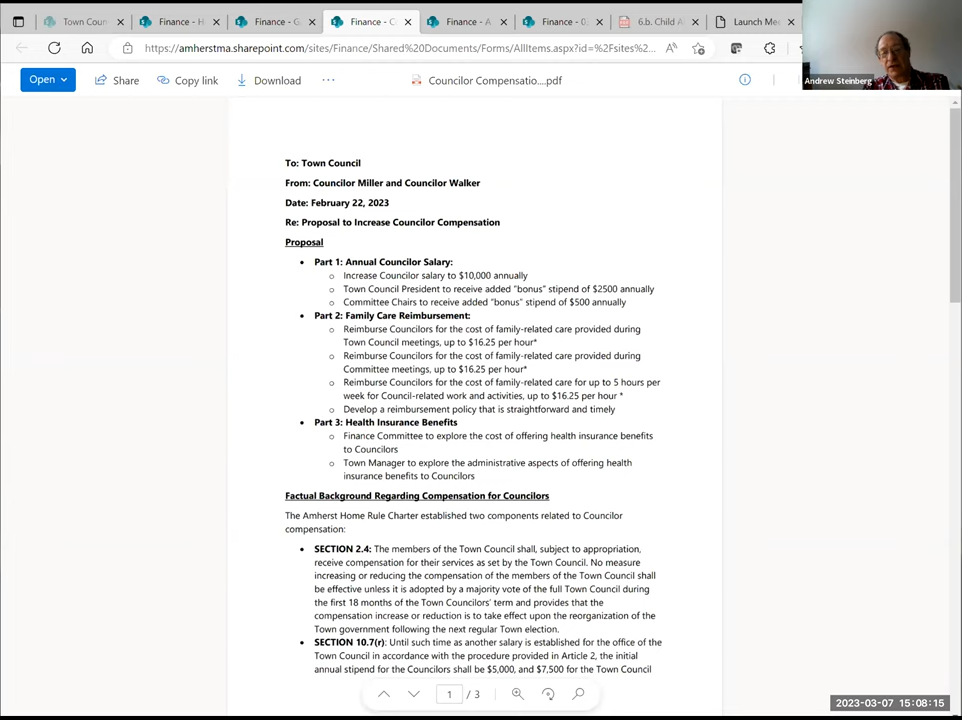 Town Coun
Finance - H
Finance - G
Finance - C
Finance - A
Finance - 0
6.b. Child A
Launch Me
https://amherstma.sharepoint.com/sites/Finance/Shared%20Documents/Forms/AllItems.aspx?id=%2Fsites%2...
Andrew Steinberg
Open
Share
Copy link
Download
Councilor Compensatio....pdf
To: Town Council
From: Councilor Miller and Councilor Walker
Date: February 22, 2023
Re: Proposal to Increase Councilor Compensation
Proposal
• Part 1: Annual Councilor Salary:
o Increase Councilor salary to $10,000 annually
o Town Council President to receive added "bonus" stipend of $2500 annually
o Committee Chairs to receive added "bonus" stipend of $500 annually
• Part 2: Family Care Reimbursement:
o Reimburse Councilors for the cost of family-related care provided during
Town Council meetings, up to $16.25 per hour*
o Reimburse Councilors for the cost of family-related care provided during
Committee meetings, up to $16.25 per hour*
o Reimburse Councilors for the cost of family-related care for up to 5 hours per
week for Council-related work and activities, up to $16.25 per hour *
o Develop a reimbursement policy that is straightforward and timely
• Part 3: Health Insurance Benefits
o Finance Committee to explore the cost of offering health insurance benefits
to Councilors
o Town Manager to explore the administrative aspects of offering health
insurance benefits to Councilors
Factual Background Regarding Compensation for Councilors
The Amherst Home Rule Charter established two components related to Councilor
compensation:
• SECTION 2.4: The members of the Town Council shall, subject to appropriation,
receive compensation for their services as set by the Town Council. No measure
increasing or reducing the compensation of the members of the Town Council shall
be effective unless it is adopted by a majority vote of the full Town Council during
the first 18 months of the Town Councilors' term and provides that the
compensation increase or reduction is to take effect upon the reorganization of the
Town government following the next regular Town election.
• SECTION 10.7(r): Until such time as another salary is established for the office of the
Town Council in accordance with the procedure provided in Article 2, the initial
annual stipend for the Councilors shall be $5,000, and $7,500 for the Town Council
1 / 3
2023-03-07 15:08:15